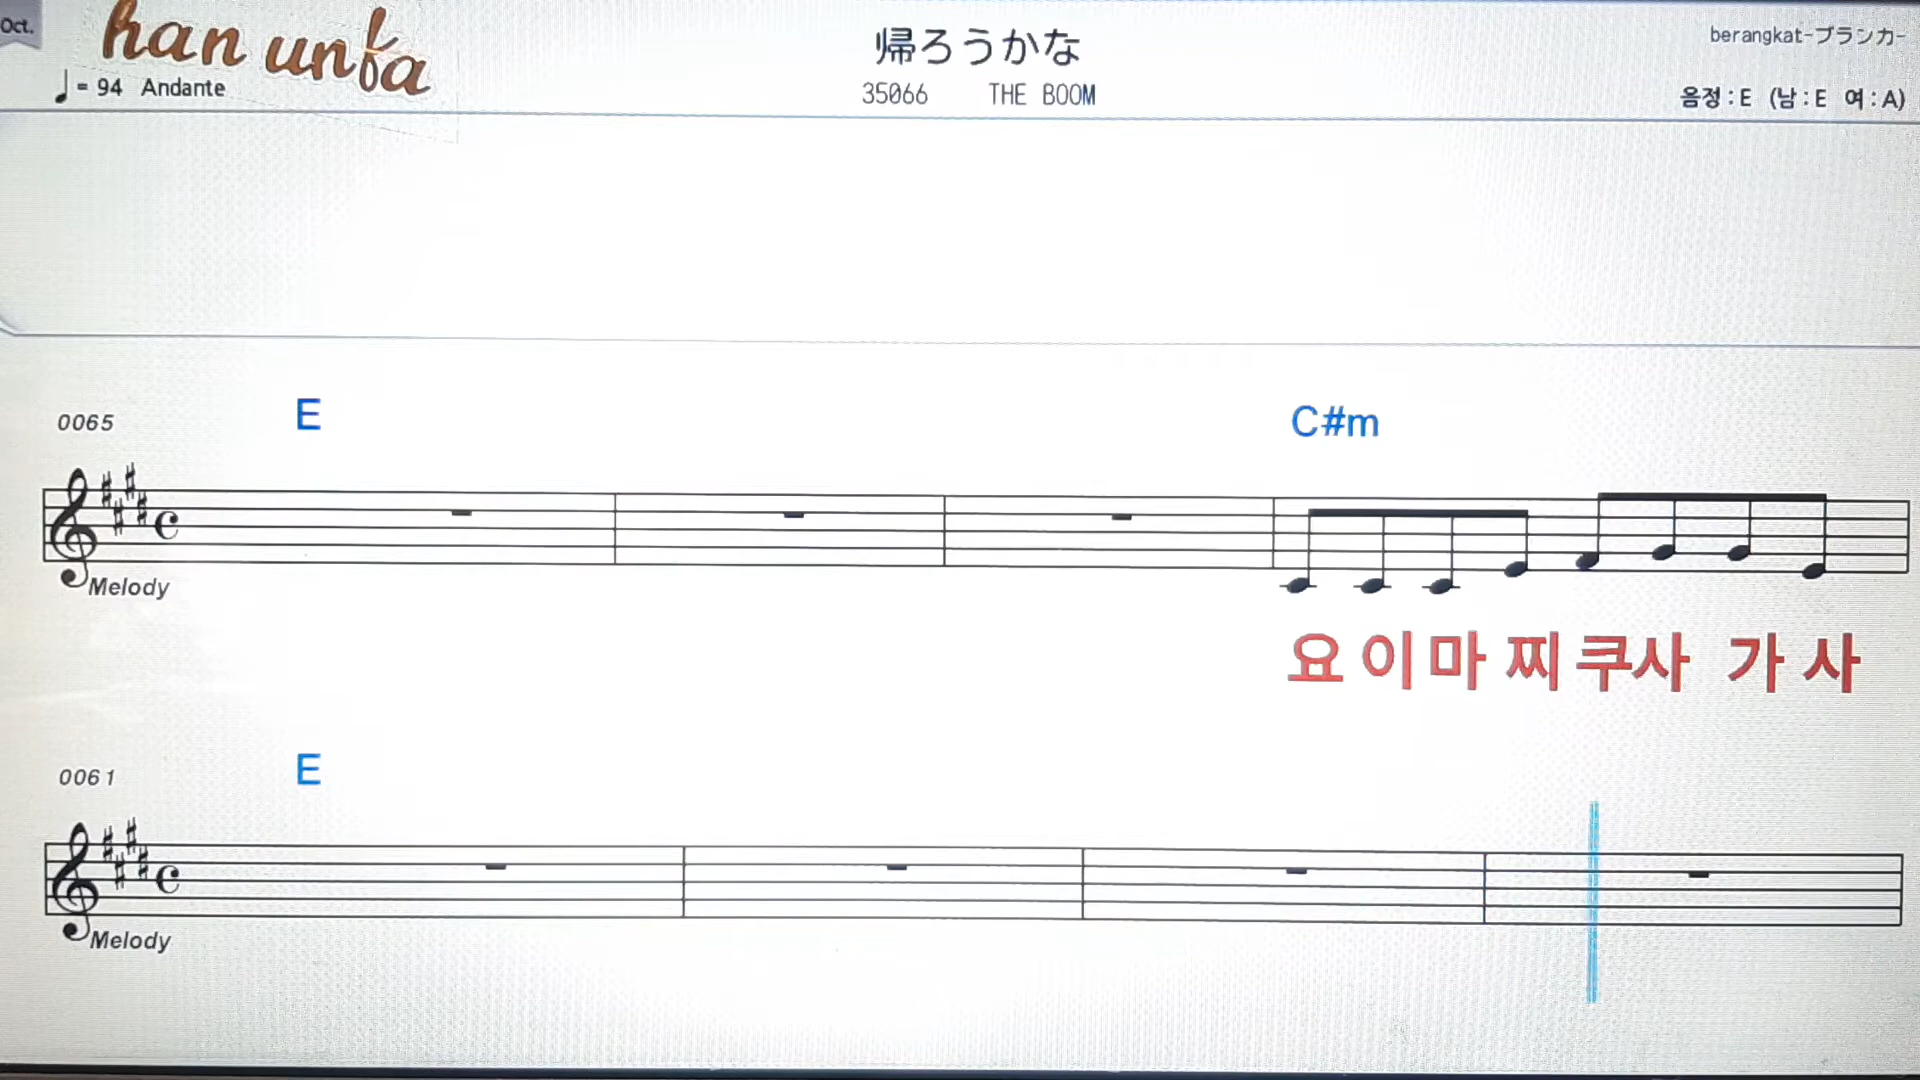 Oct.
han unfa
= 94 Andante
帰ろうかな
35066 THE BOOM
berangkat-ブランカ-
음정 : E (남 : E 여 : A)
0065
E
C#m
Melody
요 이 마 찌 쿠 사 가 사
0061
E
Melody